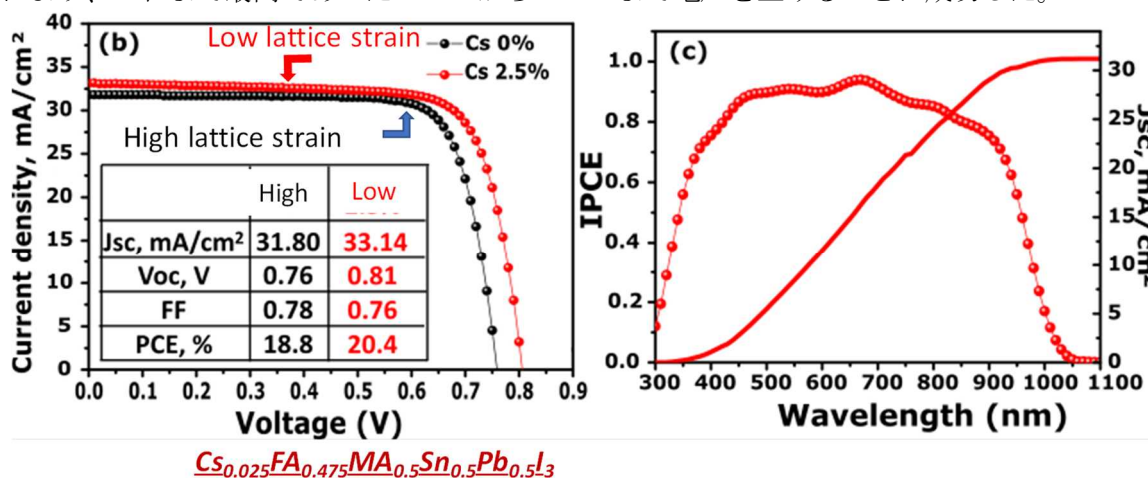 (b)
Low lattice strain
High lattice strain
Cs 0%
Cs 2.5%
High Low
Jsc, mA/cm² 31.80 33.14
Voc, V 0.76 0.81
FF 0.78 0.76
PCE, % 18.8 20.4
Current density, mA/cm²
40
35
30
25
20
15
10
5
0
0.0 0.1 0.2 0.3 0.4 0.5 0.6 0.7 0.8 0.9
Voltage (V)
(c)
IPCE
1.0
0.8
0.6
0.4
0.2
0.0
300 400 500 600 700 800 900 1000 1100
Wavelength (nm)
30
25
20
15
10
5
0
Jsc, mA/cm²
Cs0.025FA0.475MA0.5Sn0.5Pb0.5I3